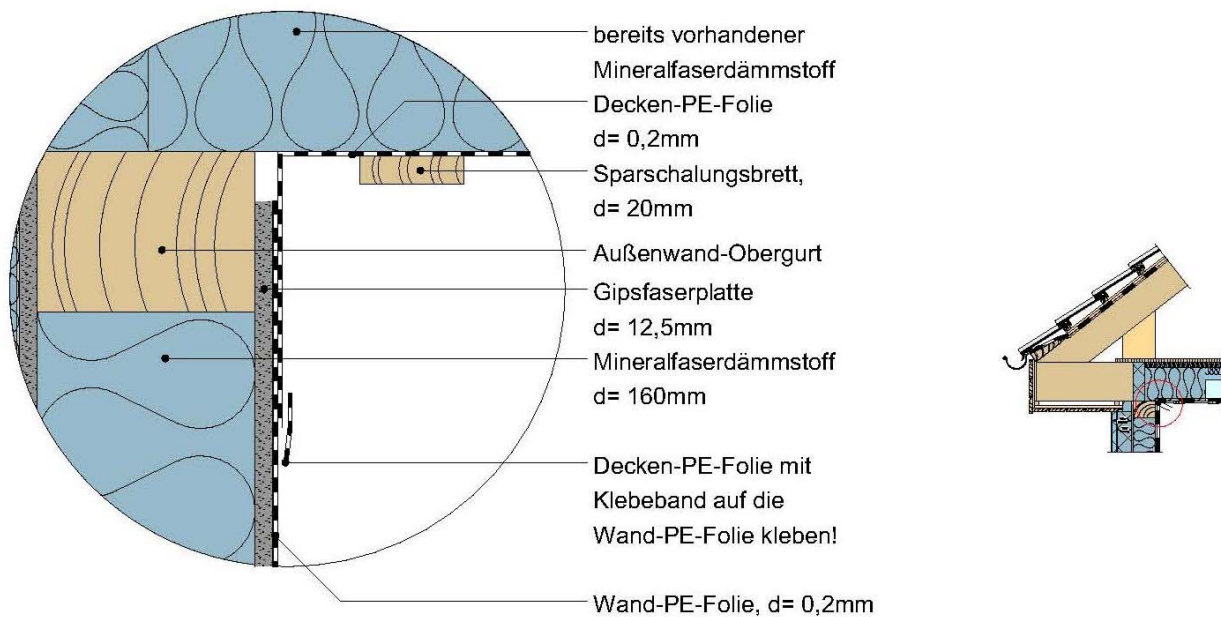 bereits vorhandener
Mineralfaserdämmstoff
Decken-PE-Folie
d= 0,2mm
Sparschalungsbrett,
d= 20mm
Außenwand-Obergurt
Gipsfaserplatte
d= 12,5mm
Mineralfaserdämmstoff
d= 160mm
Decken-PE-Folie mit
Klebeband auf die
Wand-PE-Folie kleben!
Wand-PE-Folie, d= 0,2mm